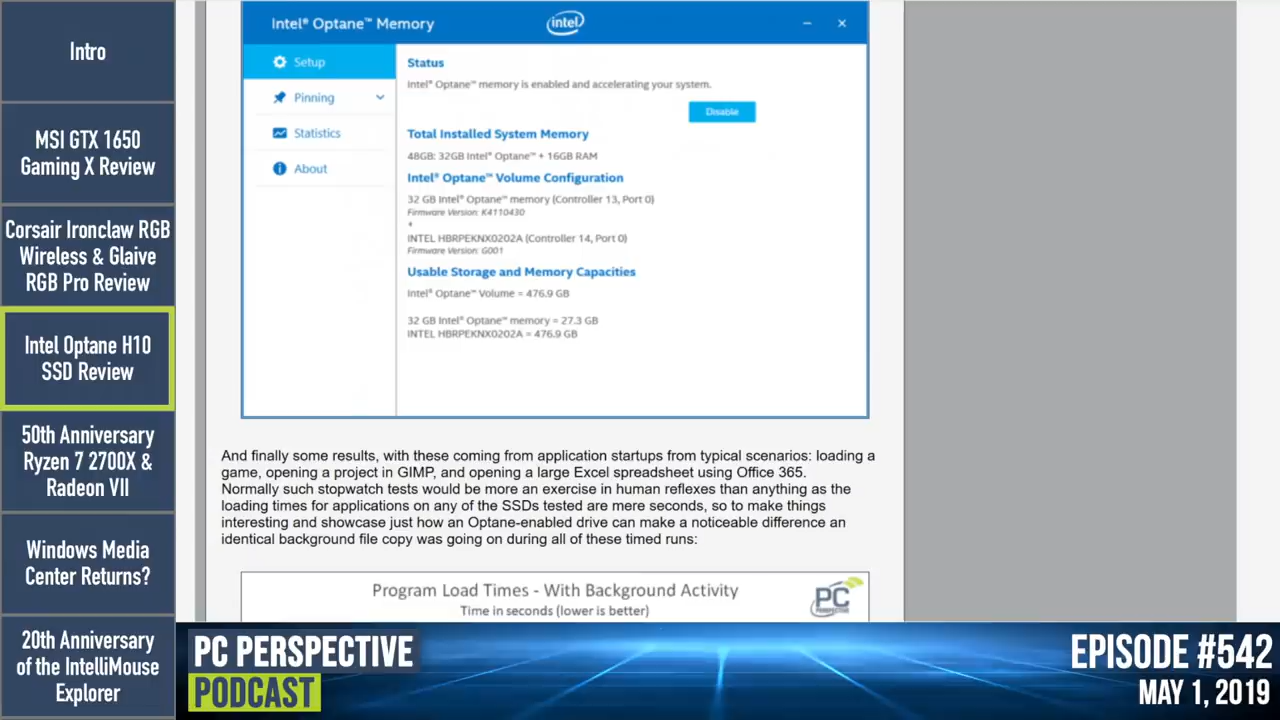 Intro
MSI GTX 1650
Gaming X Review
Corsair Ironclaw RGB
Wireless & Glaive
RGB Pro Review
Intel Optane H10
SSD Review
50th Anniversary
Ryzen 7 2700X &
Radeon VII
Windows Media
Center Returns?
20th Anniversary
of the IntelliMouse
Explorer
Intel® Optane™ Memory
intel
Setup
Pinning
Statistics
About
Status
Intel® Optane™ memory is enabled and accelerating your system.
Disable
Total Installed System Memory
48GB: 32GB Intel® Optane™ + 16GB RAM
Intel® Optane™ Volume Configuration
32 GB Intel® Optane™ memory (Controller 13, Port 0)
Firmware Version: K4110430
+
INTEL HBRPEKNX0202A (Controller 14, Port 0)
Firmware Version: G001
Usable Storage and Memory Capacities
Intel® Optane™ Volume = 476.9 GB
32 GB Intel® Optane™ memory = 27.3 GB
INTEL HBRPEKNX0202A = 476.9 GB
And finally some results, with these coming from application startups from typical scenarios: loading a
game, opening a project in GIMP, and opening a large Excel spreadsheet using Office 365.
Normally such stopwatch tests would be more an exercise in human reflexes than anything as the
loading times for applications on any of the SSDs tested are mere seconds, so to make things
interesting and showcase just how an Optane-enabled drive can make a noticeable difference an
identical background file copy was going on during all of these timed runs:
Program Load Times - With Background Activity
Time in seconds (lower is better)
PC
PERSPECTIVE
PC PERSPECTIVE
PODCAST
EPISODE #542
MAY 1, 2019